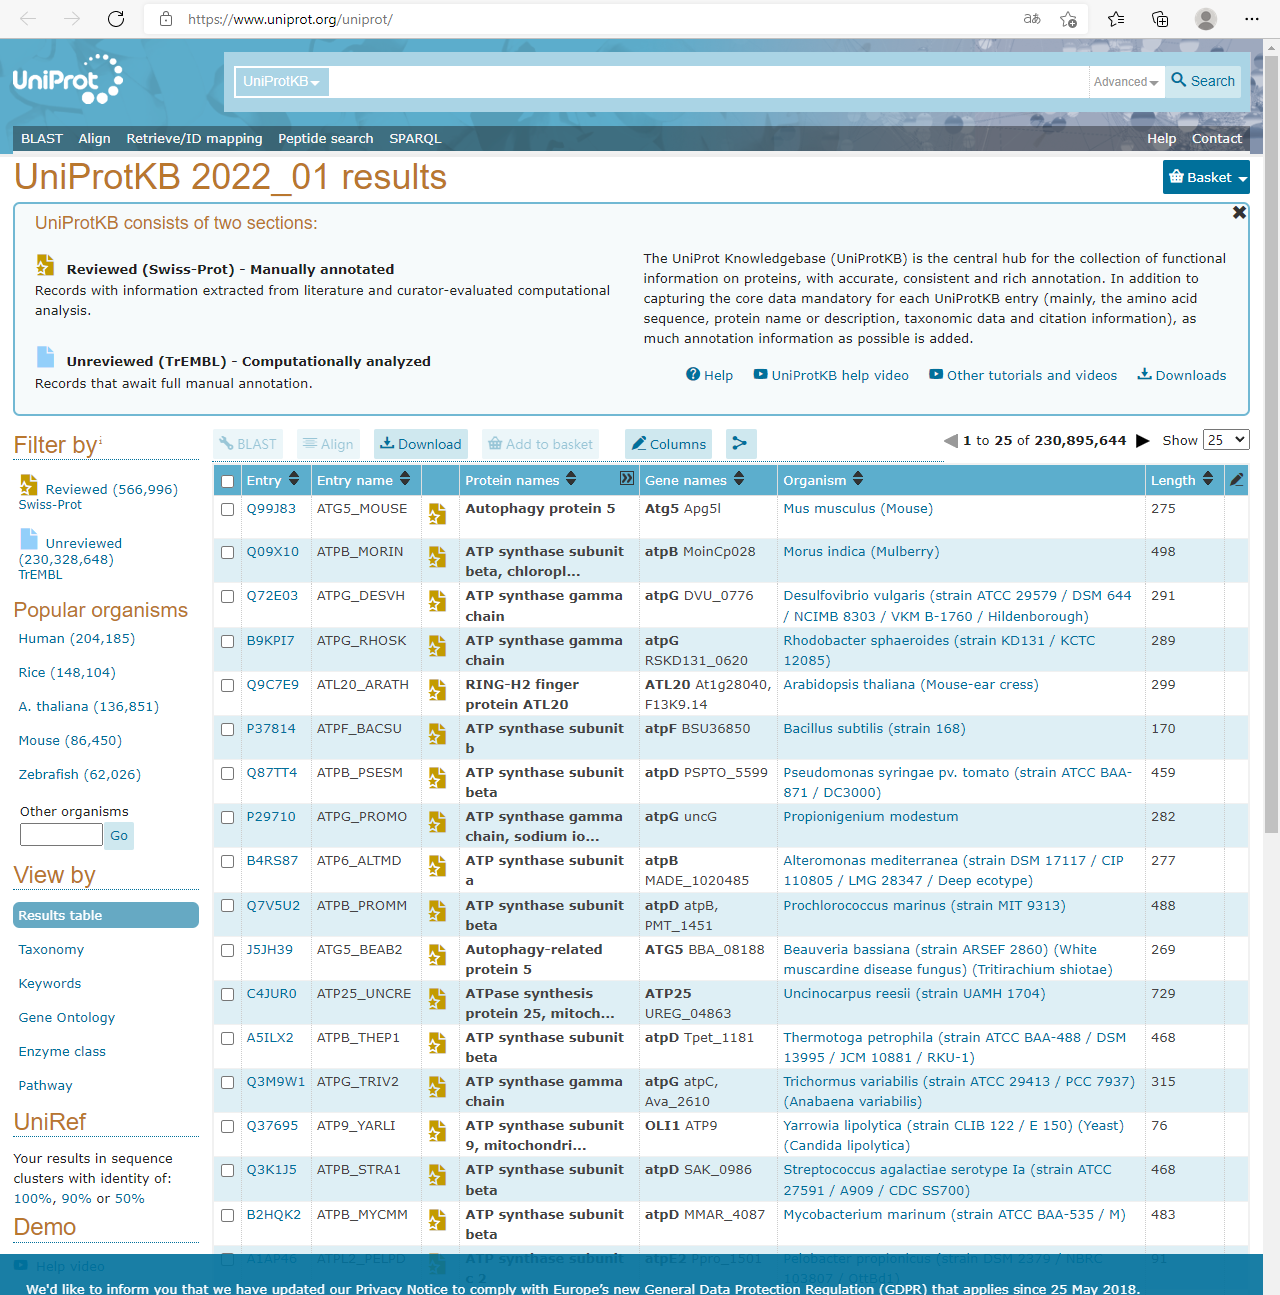 https://www.uniprot.org/uniprot/
UniProt
UniProtKB
Advanced
Search
BLAST Align Retrieve/ID mapping Peptide search SPARQL Help Contact
UniProtKB 2022_01 results
Basket
UniProtKB consists of two sections:
Reviewed (Swiss-Prot) - Manually annotated
Records with information extracted from literature and curator-evaluated computational
analysis.
Unreviewed (TrEMBL) - Computationally analyzed
Records that await full manual annotation.
The UniProt Knowledgebase (UniProtKB) is the central hub for the collection of functional
information on proteins, with accurate, consistent and rich annotation. In addition to
capturing the core data mandatory for each UniProtKB entry (mainly, the amino acid
sequence, protein name or description, taxonomic data and citation information), as
much annotation information as possible is added.
Help UniProtKB help video Other tutorials and videos Downloads
Filter by i
Reviewed (566,996)
Swiss-Prot
Unreviewed
(230,328,648)
TrEMBL
Popular organisms
Human (204,185)
Rice (148,104)
A. thaliana (136,851)
Mouse (86,450)
Zebrafish (62,026)
Other organisms
Go
View by
Results table
Taxonomy
Keywords
Gene Ontology
Enzyme class
Pathway
UniRef
Your results in sequence
clusters with identity of:
100%, 90% or 50%
Demo
Help video
BLAST Align Download Add to basket Columns
1 to 25 of 230,895,644 Show 25
Entry Entry name Protein names Gene names Organism Length
Q99J83 ATG5_MOUSE Autophagy protein 5 Atg5 Apg5l Mus musculus (Mouse) 275
Q09X10 ATPB_MORIN ATP synthase subunit atpB MoinCp028 Morus indica (Mulberry) 498
beta, chloropl...
Q72E03 ATPG_DESVH ATP synthase gamma atpG DVU_0776 Desulfovibrio vulgaris (strain ATCC 29579 / DSM 644 291
chain / NCIMB 8303 / VKM B-1760 / Hildenborough)
B9KPI7 ATPG_RHOSK ATP synthase gamma atpG Rhodobacter sphaeroides (strain KD131 / KCTC 289
chain RSKD131_0620 12085)
Q9C7E9 ATL20_ARATH RING-H2 finger ATL20 At1g28040, Arabidopsis thaliana (Mouse-ear cress) 299
protein ATL20 F13K9.14
P37814 ATPF_BACSU ATP synthase subunit atpF BSU36850 Bacillus subtilis (strain 168) 170
b
Q87TT4 ATPB_PSESM ATP synthase subunit atpD PSPTO_5599 Pseudomonas syringae pv. tomato (strain ATCC BAA- 459
beta 871 / DC3000)
P29710 ATPG_PROMO ATP synthase gamma atpG uncG Propionigenium modestum 282
chain, sodium io...
B4RS87 ATP6_ALTMD ATP synthase subunit atpB Alteromonas mediterranea (strain DSM 17117 / CIP 277
a MADE_1020485 110805 / LMG 28347 / Deep ecotype)
Q7V5U2 ATPB_PROMM ATP synthase subunit atpD atpB, Prochlorococcus marinus (strain MIT 9313) 488
beta PMT_1451
J5JH39 ATG5_BEAB2 Autophagy-related ATG5 BBA_08188 Beauveria bassiana (strain ARSEF 2860) (White 269
protein 5 muscardine disease fungus) (Tritirachium shiotae)
C4JUR0 ATP25_UNCRE ATPase synthesis ATP25 Uncinocarpus reesii (strain UAMH 1704) 729
protein 25, mitoch... UREG_04863
A5ILX2 ATPB_THEP1 ATP synthase subunit atpD Tpet_1181 Thermotoga petrophila (strain ATCC BAA-488 / DSM 468
beta 13995 / JCM 10881 / RKU-1)
Q3M9W1 ATPG_TRIV2 ATP synthase gamma atpG atpC, Trichormus variabilis (strain ATCC 29413 / PCC 7937) 315
chain Ava_2610 (Anabaena variabilis)
Q37695 ATP9_YARLI ATP synthase subunit OLI1 ATP9 Yarrowia lipolytica (strain CLIB 122 / E 150) (Yeast) 76
9, mitochondri... (Candida lipolytica)
Q3K1J5 ATPB_STRA1 ATP synthase subunit atpD SAK_0986 Streptococcus agalactiae serotype Ia (strain ATCC 468
beta 27591 / A909 / CDC SS700)
B2HQK2 ATPB_MYCMM ATP synthase subunit atpD MMAR_4087 Mycobacterium marinum (strain ATCC BAA-535 / M) 483
beta
A1AP46 ATPL2_PELPD ATP synthase subunit atpE2 Ppro_1501 Pelobacter propionicus (strain DSM 2379 / NBRC 91
c 2 103807 / OttBd1)
We'd like to inform you that we have updated our Privacy Notice to comply with Europe's new General Data Protection Regulation (GDPR) that applies since 25 May 2018.